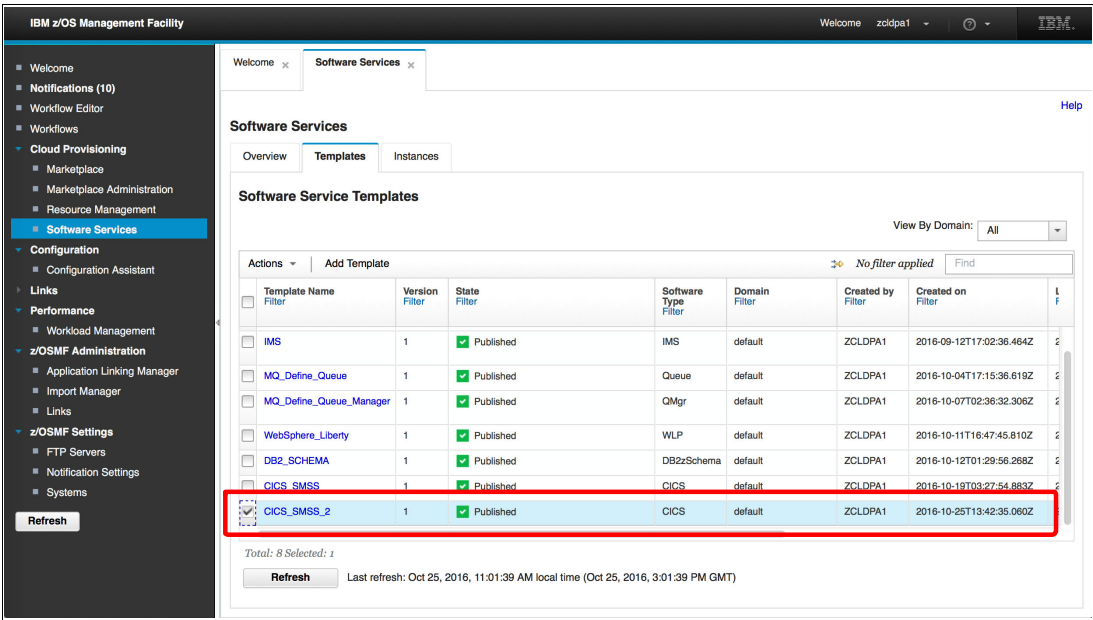 IBM z/OS Management Facility
Welcome zcldpa1
IBM.
Welcome
Notifications (10)
Workflow Editor
Workflows
Cloud Provisioning
Marketplace
Marketplace Administration
Resource Management
Software Services
Configuration
Configuration Assistant
Links
Performance
Workload Management
z/OSMF Administration
Application Linking Manager
Import Manager
Links
z/OSMF Settings
FTP Servers
Notification Settings
Systems
Refresh
Welcome Software Services
Help
Software Services
Overview Templates Instances
Software Service Templates
View By Domain: All
Actions Add Template No filter applied Find
Template Name Version State Software Type Domain Created by Created on L
Filter Filter Filter Filter Filter Filter Filter F
IMS 1 Published IMS default ZCLDPA1 2016-09-12T17:02:36.464Z 2
MQ_Define_Queue 1 Published Queue default ZCLDPA1 2016-10-04T17:15:36.619Z 2
MQ_Define_Queue_Manager 1 Published QMgr default ZCLDPA1 2016-10-07T02:36:32.306Z 2
WebSphere_Liberty 1 Published WLP default ZCLDPA1 2016-10-11T16:47:45.810Z 2
DB2_SCHEMA 1 Published DB2zSchema default ZCLDPA1 2016-10-12T01:29:56.268Z 2
CICS_SMSS 1 Published CICS default ZCLDPA1 2016-10-19T03:27:54.883Z 2
CICS_SMSS_2 1 Published CICS default ZCLDPA1 2016-10-25T13:42:35.060Z
Total: 8 Selected: 1
Refresh Last refresh: Oct 25, 2016, 11:01:39 AM local time (Oct 25, 2016, 3:01:39 PM GMT)